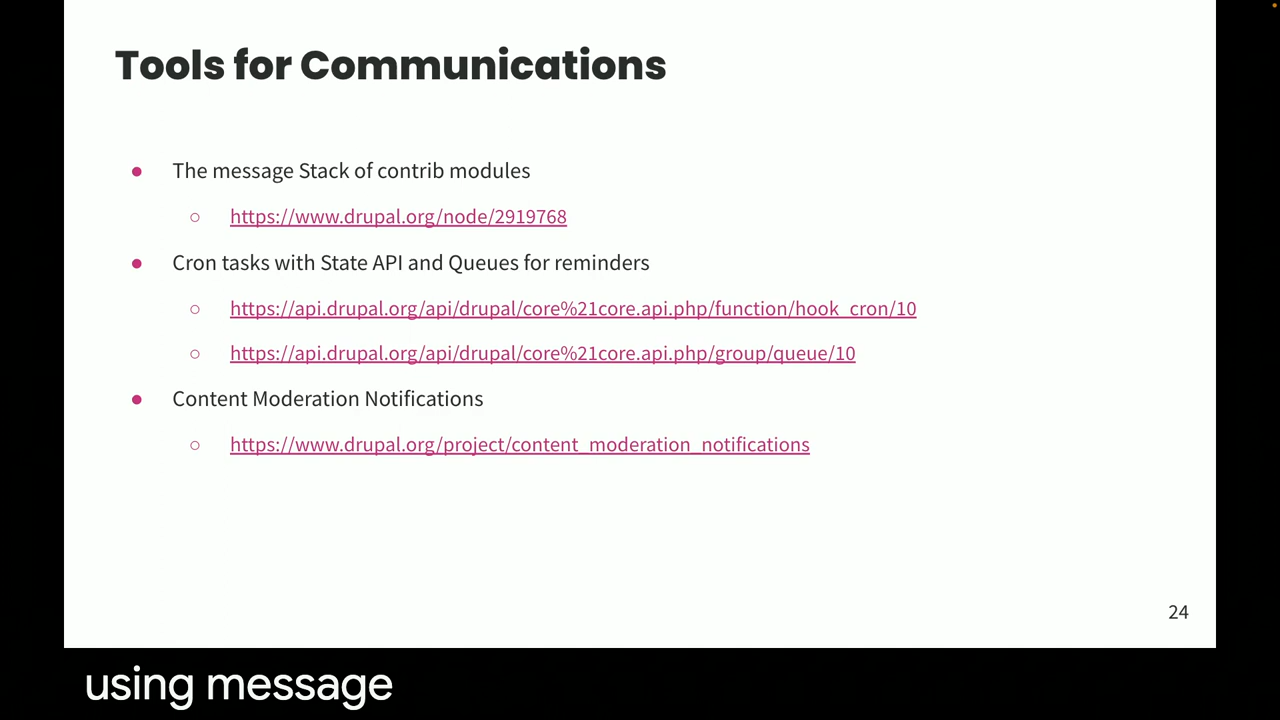 Tools for Communications
● The message Stack of contrib modules
○ https://www.drupal.org/node/2919768
● Cron tasks with State API and Queues for reminders
○ https://api.drupal.org/api/drupal/core%21core.api.php/function/hook_cron/10
○ https://api.drupal.org/api/drupal/core%21core.api.php/group/queue/10
● Content Moderation Notifications
○ https://www.drupal.org/project/content_moderation_notifications
24
using message